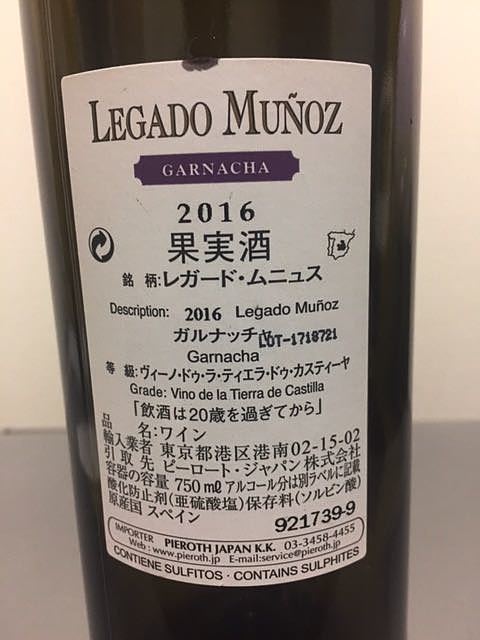 LEGADO MUÑOZ
GARNACHA
2016
果実酒
銘 柄:レガード・ムニュス
Description: 2016 Legado Muñoz
ガルナッチャ LOT-1718721
Garnacha
等 級:ヴィーノ・ドゥ・ラ・ティエラ・ドゥ・カスティーヤ
Grade: Vino de la Tierra de Castilla
「飲酒は20歳を過ぎてから」
品 名:ワイン
輸入業者 東京都港区港南02-15-02
引 取 先 ピーロート・ジャパン株式会社
容器の容量 750 ml アルコール分は別ラベルに記載
酸化防止剤(亜硫酸塩)保存料(ソルビン酸)
原産国 スペイン
921739-9
IMPORTER PIEROTH JAPAN K.K. 03-3458-4455
Web : www.pieroth.jp E-mail:service@pieroth.jp
CONTIENE SULFITOS · CONTAINS SULPHITES